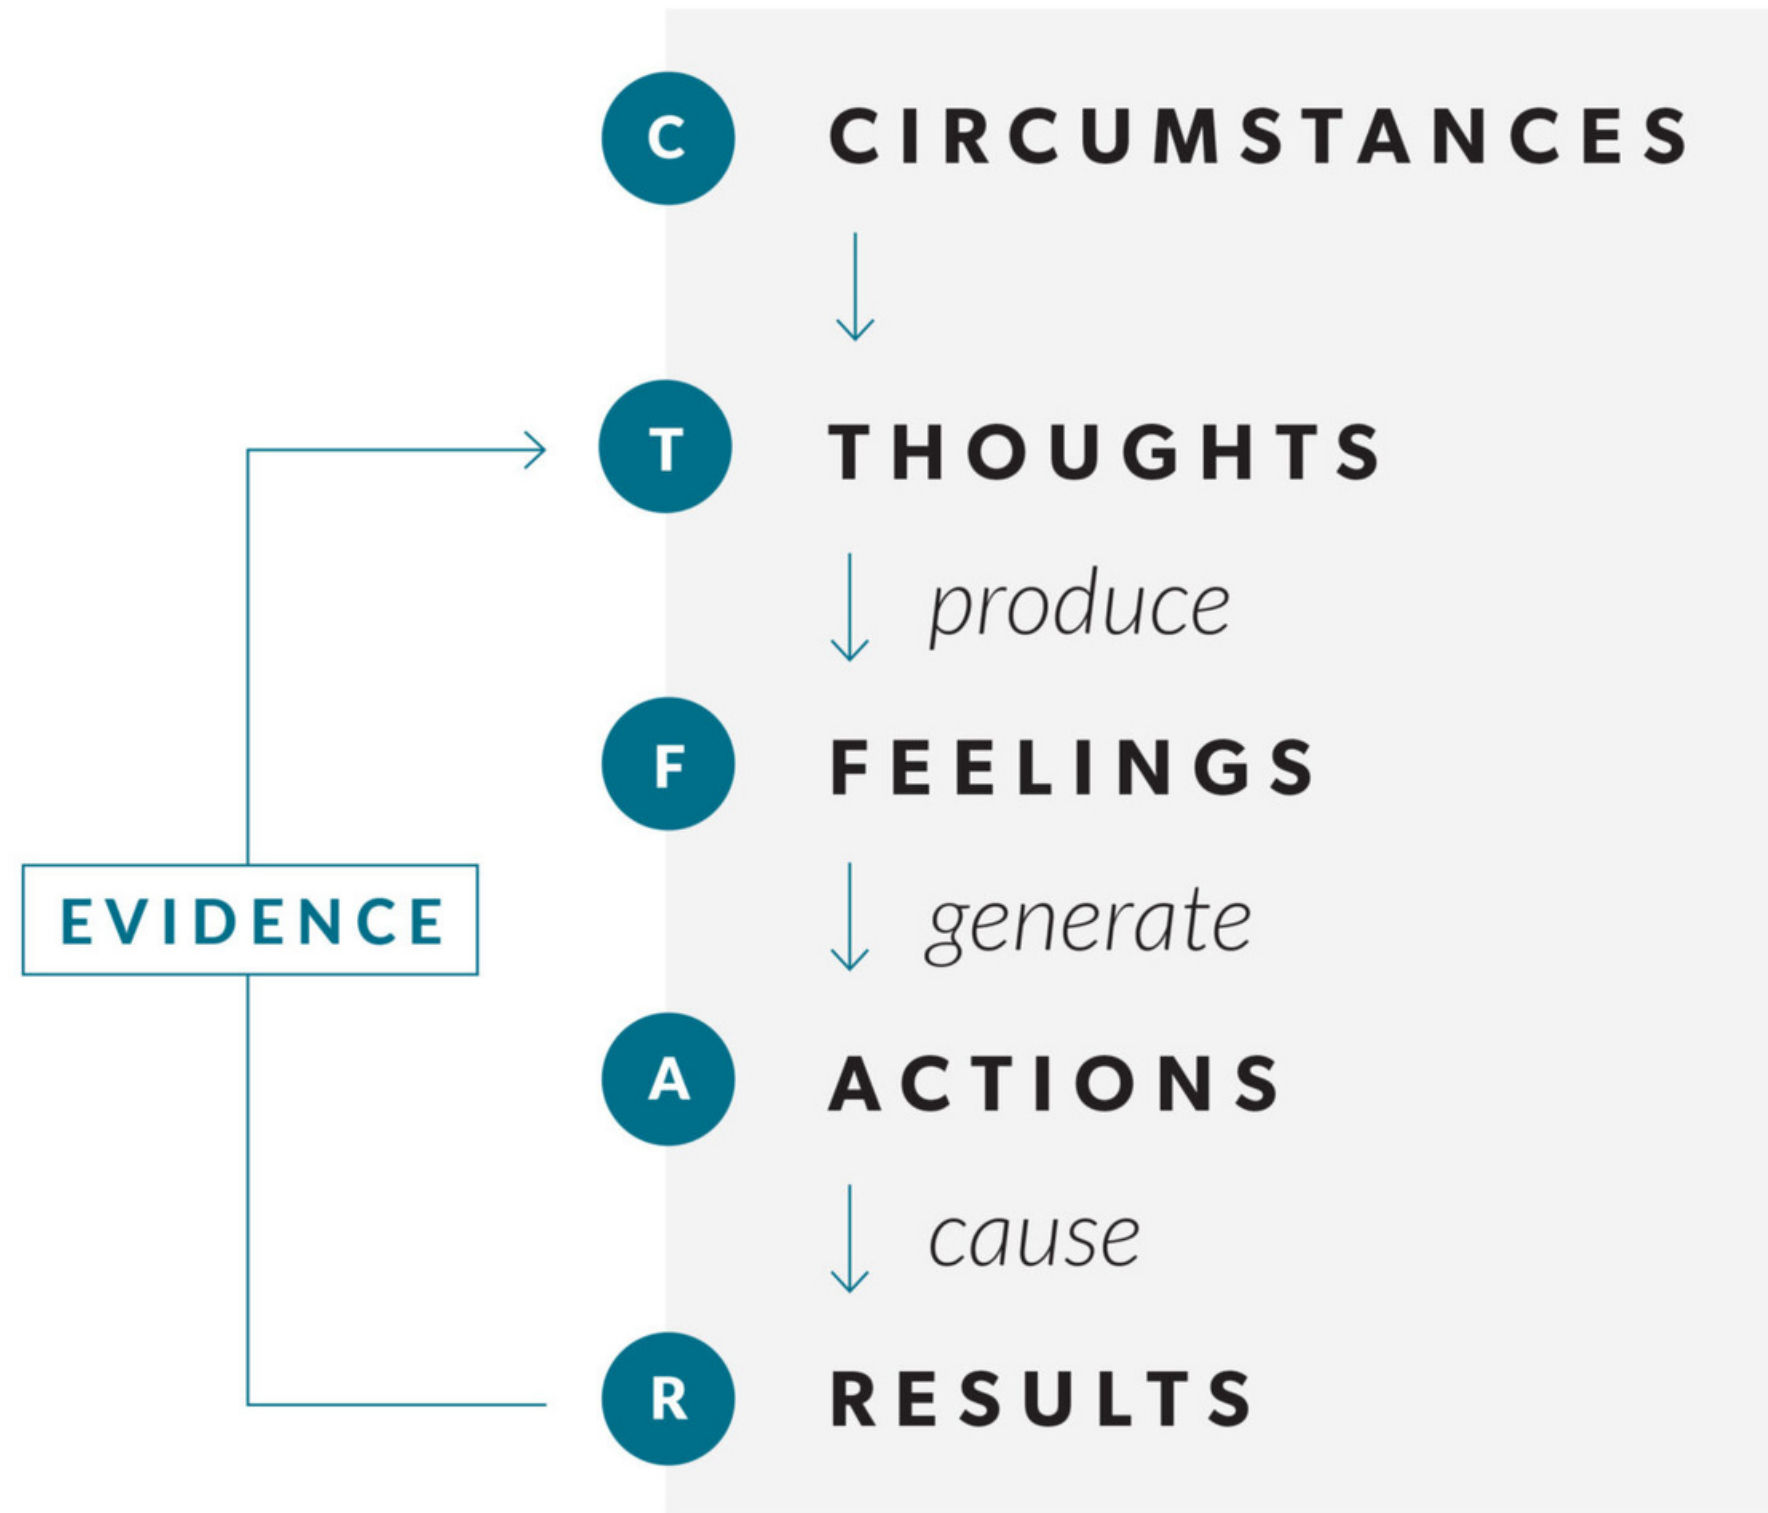 C CIRCUMSTANCES
T THOUGHTS
produce
F FEELINGS
generate
EVIDENCE
A ACTIONS
cause
R RESULTS